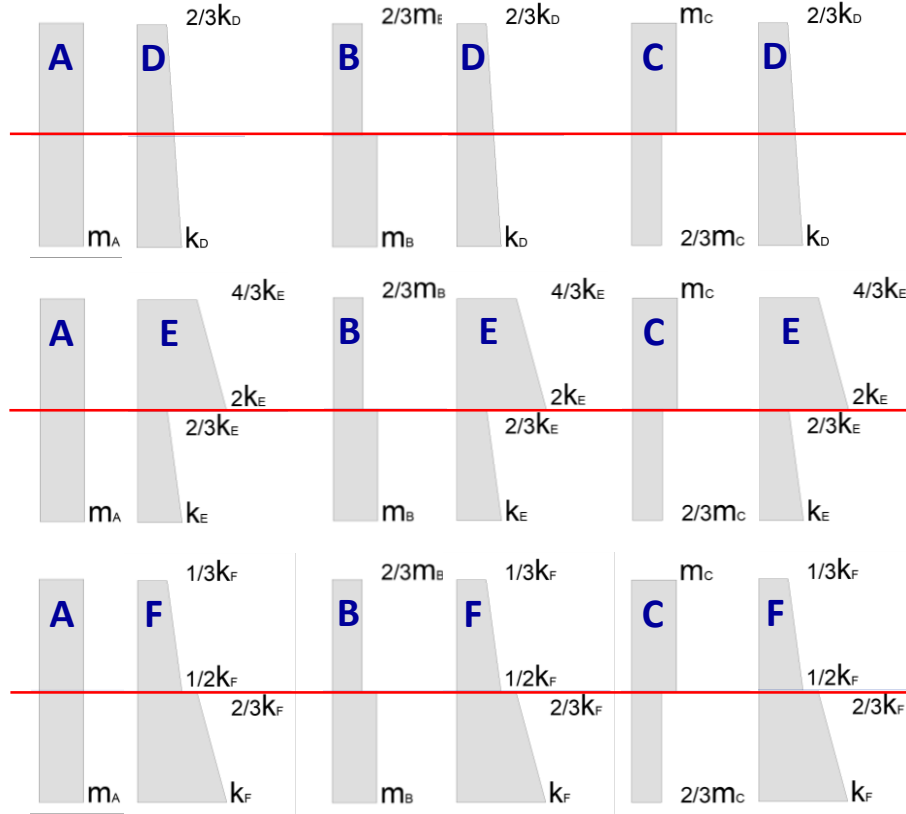 2/3kD 2/3mB 2/3kD mC 2/3kD
A D B D C D
mA kD mB kD 2/3mC kD
4/3kE 2/3mB 4/3kE mC 4/3kE
A E B E C E
2kE 2kE 2kE
2/3kE 2/3kE 2/3kE
mA kE mB kE 2/3mC kE
1/3kF 2/3mB 1/3kF mC 1/3kF
A F B F C F
1/2kF 1/2kF 1/2kF
2/3kF 2/3kF 2/3kF
mA kF mB kF 2/3mC kF